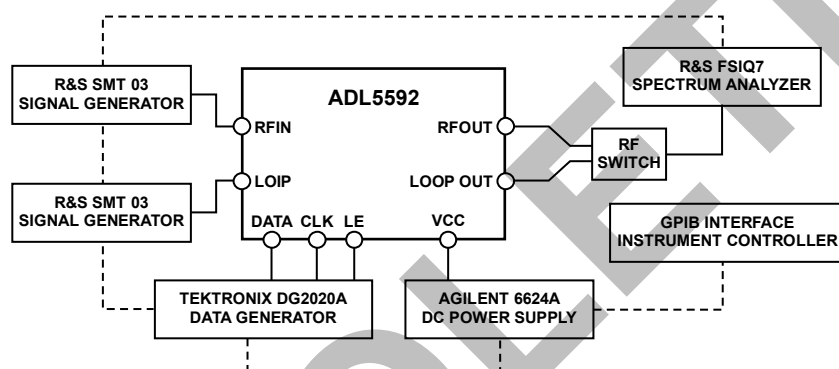 R&S SMT 03
SIGNAL GENERATOR
R&S FSIQ7
SPECTRUM ANALYZER
ADL5592
RFIN
RFOUT
RF
SWITCH
LOIP
LOOP OUT
R&S SMT 03
SIGNAL GENERATOR
DATA CLK LE
VCC
GPIB INTERFACE
INSTRUMENT CONTROLLER
TEKTRONIX DG2020A
DATA GENERATOR
AGILENT 6624A
DC POWER SUPPLY